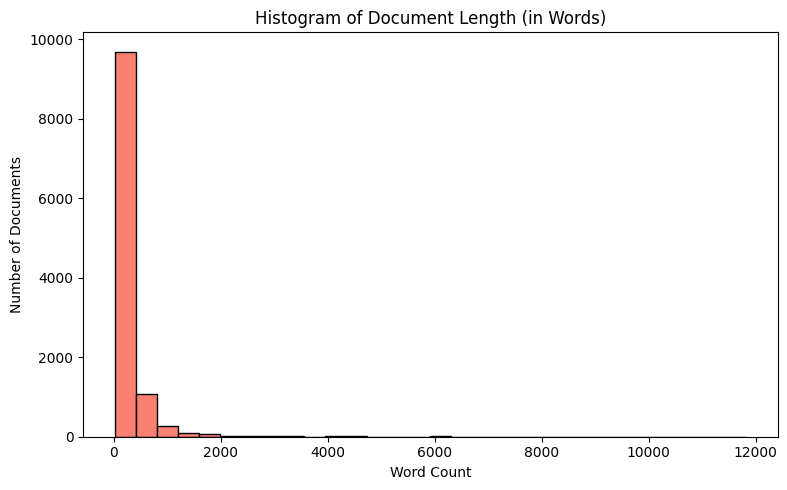 Histogram of Document Length (in Words)
10000
8000
6000
4000
2000
0
Number of Documents
0 2000 4000 6000 8000 10000 12000
Word Count